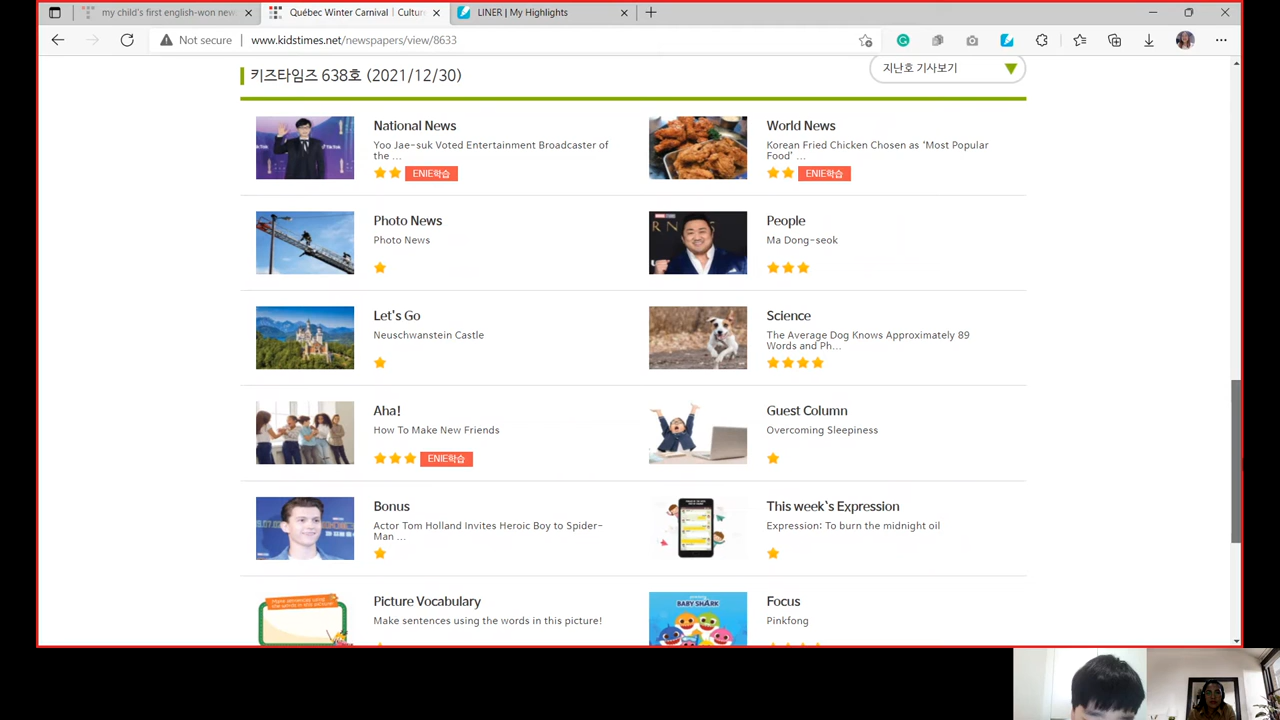 my child's first english-won new
Québec Winter Carnival | Cultur
LINER | My Highlights
Not secure
www.kidstimes.net/newspapers/view/8633
키즈타임즈 638호 (2021/12/30)
지난호 기사보기
National News
Yoo Jae-suk Voted Entertainment Broadcaster of
the ...
ENIE학습
World News
Korean Fried Chicken Chosen as ‘Most Popular
Food’ ...
ENIE학습
Photo News
Photo News
People
Ma Dong-seok
Let's Go
Neuschwanstein Castle
Science
The Average Dog Knows Approximately 89
Words and Ph...
Aha!
How To Make New Friends
ENIE학습
Guest Column
Overcoming Sleepiness
Bonus
Actor Tom Holland Invites Heroic Boy to Spider-
Man ...
This week`s Expression
Expression: To burn the midnight oil
Picture Vocabulary
Make sentences using the words in this picture!
BABY SHARK
Focus
Pinkfong